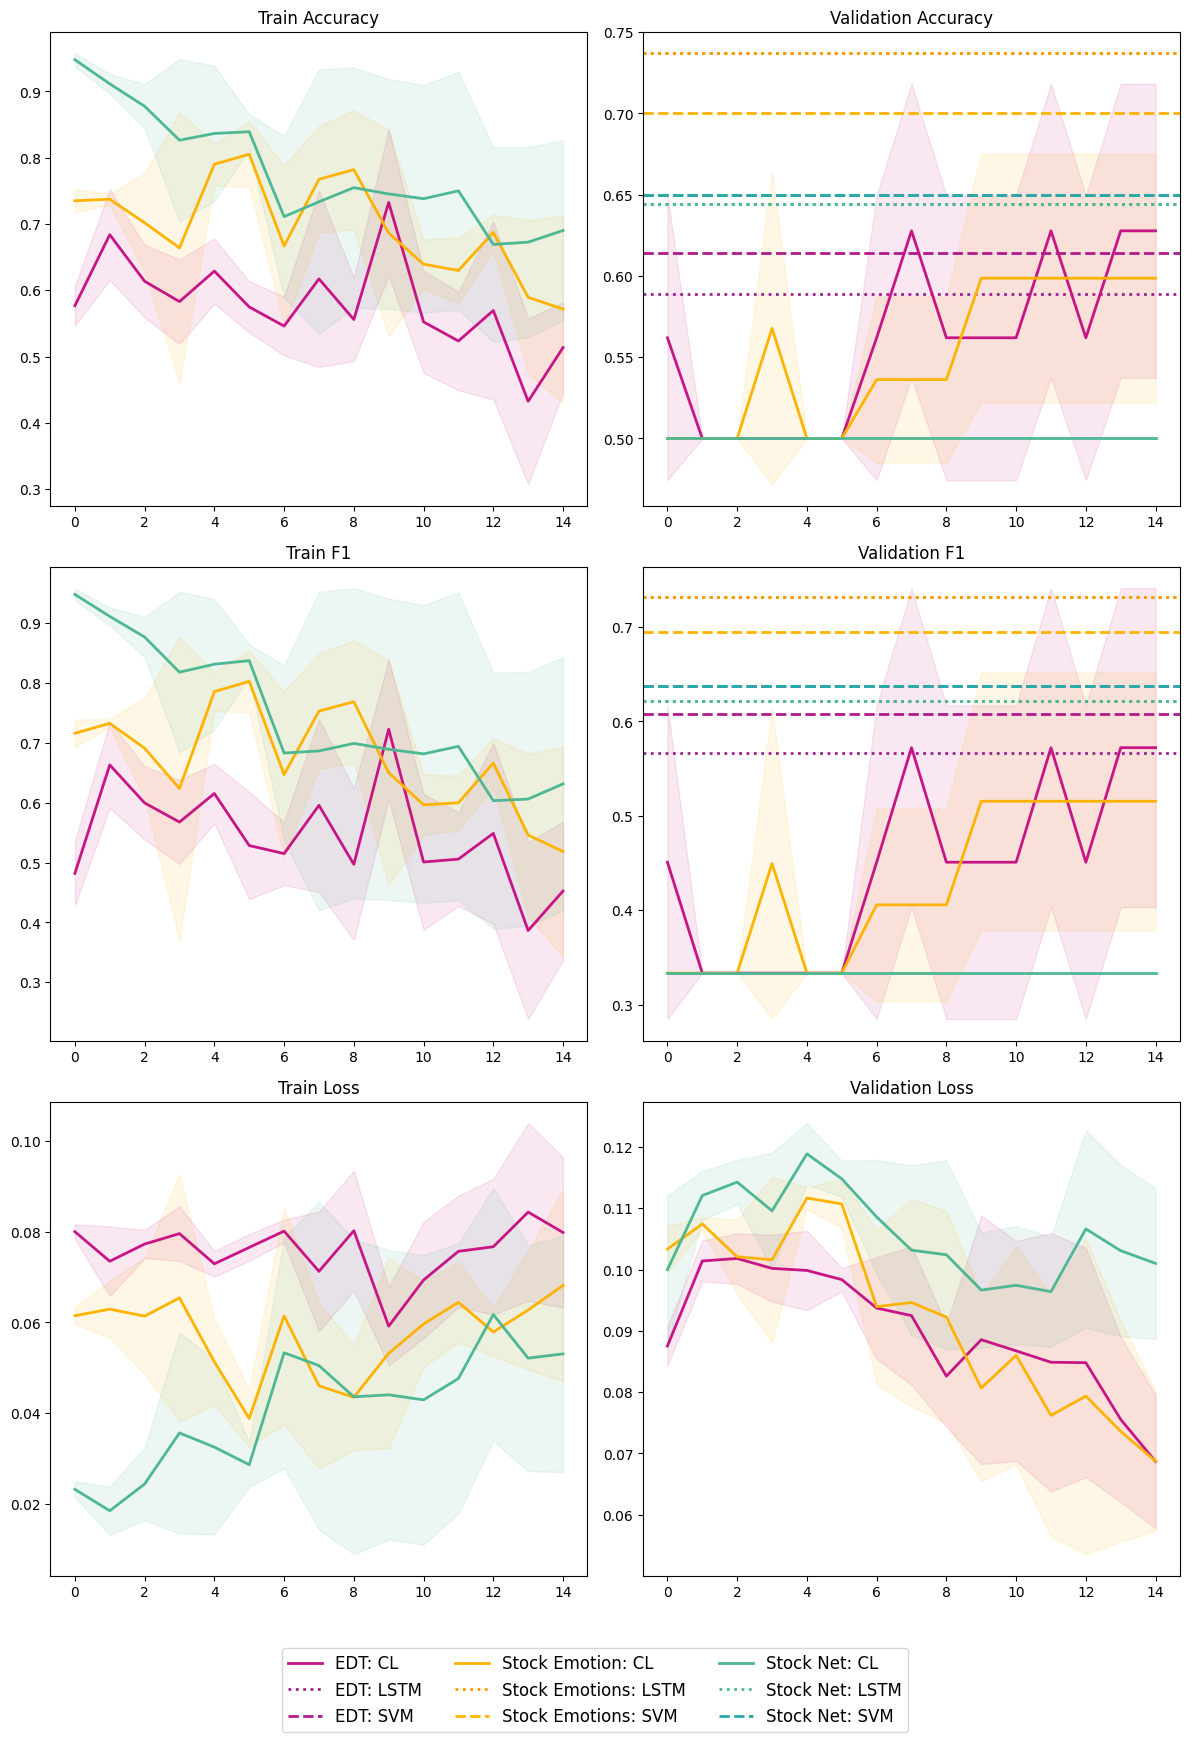 Train Accuracy
0.9
0.8
0.7
0.6
0.5
0.4
0.3
0 2 4 6 8 10 12 14
Validation Accuracy
0.75
0.70
0.65
0.60
0.55
0.50
0 2 4 6 8 10 12 14
Train F1
0.9
0.8
0.7
0.6
0.5
0.4
0.3
0 2 4 6 8 10 12 14
Validation F1
0.7
0.6
0.5
0.4
0.3
0 2 4 6 8 10 12 14
Train Loss
0.10
0.08
0.06
0.04
0.02
0 2 4 6 8 10 12 14
Validation Loss
0.12
0.11
0.10
0.09
0.08
0.07
0.06
0 2 4 6 8 10 12 14
EDT: CL
EDT: LSTM
EDT: SVM
Stock Emotion: CL
Stock Emotions: LSTM
Stock Emotions: SVM
Stock Net: CL
Stock Net: LSTM
Stock Net: SVM